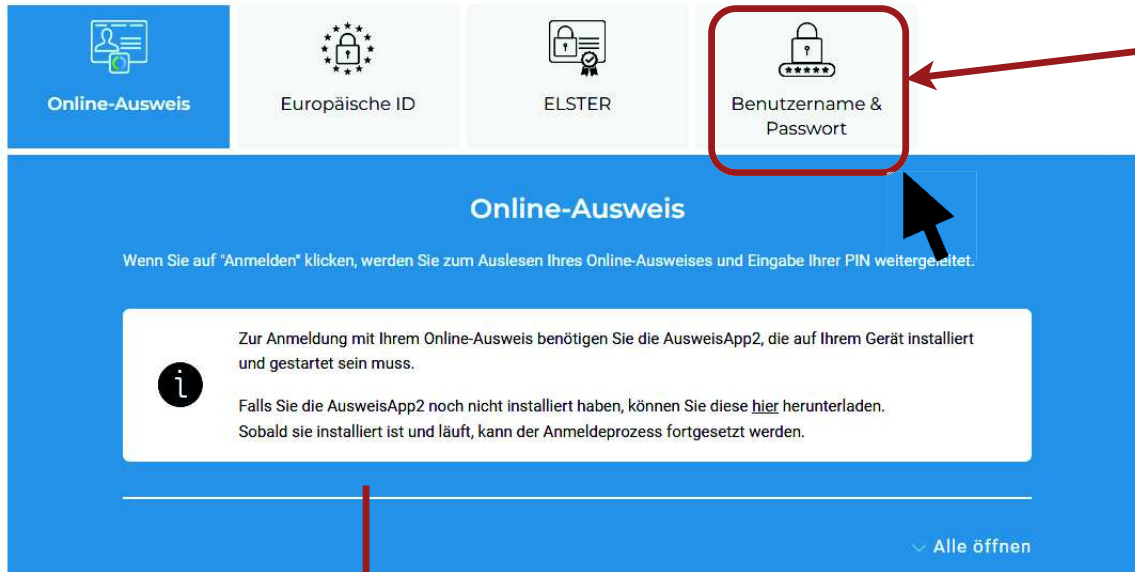 Online-Ausweis
Europäische ID
ELSTER
Benutzername &
Passwort
Online-Ausweis
Wenn Sie auf "Anmelden" klicken, werden Sie zum Auslesen Ihres Online-Ausweises und Eingabe Ihrer PIN weitergeleitet.
Zur Anmeldung mit Ihrem Online-Ausweis benötigen Sie die AusweisApp2, die auf Ihrem Gerät installiert
und gestartet sein muss.
Falls Sie die AusweisApp2 noch nicht installiert haben, können Sie diese hier herunterladen.
Sobald sie installiert ist und läuft, kann der Anmeldeprozess fortgesetzt werden.
Alle öffnen